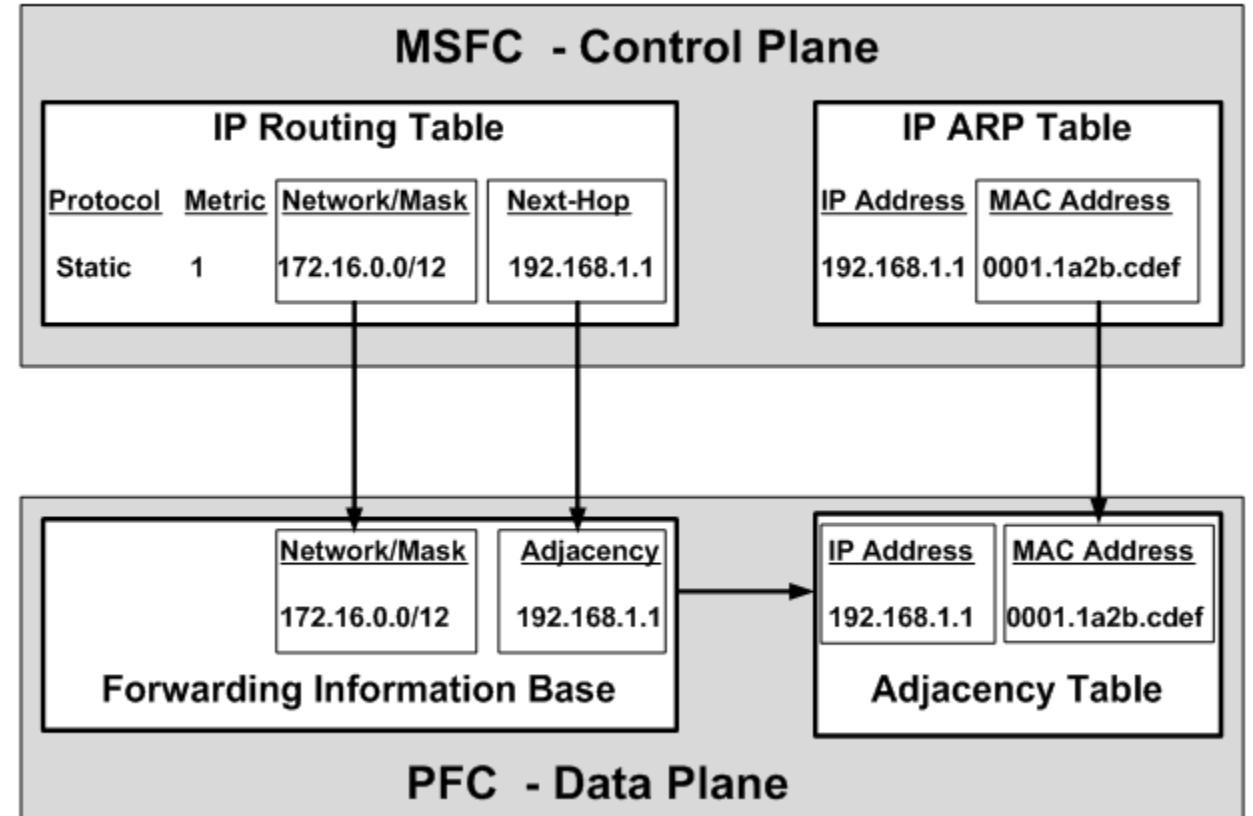 MSFC - Control Plane
IP Routing Table
Protocol Metric Network/Mask Next-Hop
Static 1 172.16.0.0/12 192.168.1.1
IP ARP Table
IP Address MAC Address
192.168.1.1 0001.1a2b.cdef
Network/Mask Adjacency
172.16.0.0/12 192.168.1.1
Forwarding Information Base
IP Address MAC Address
192.168.1.1 0001.1a2b.cdef
Adjacency Table
PFC - Data Plane